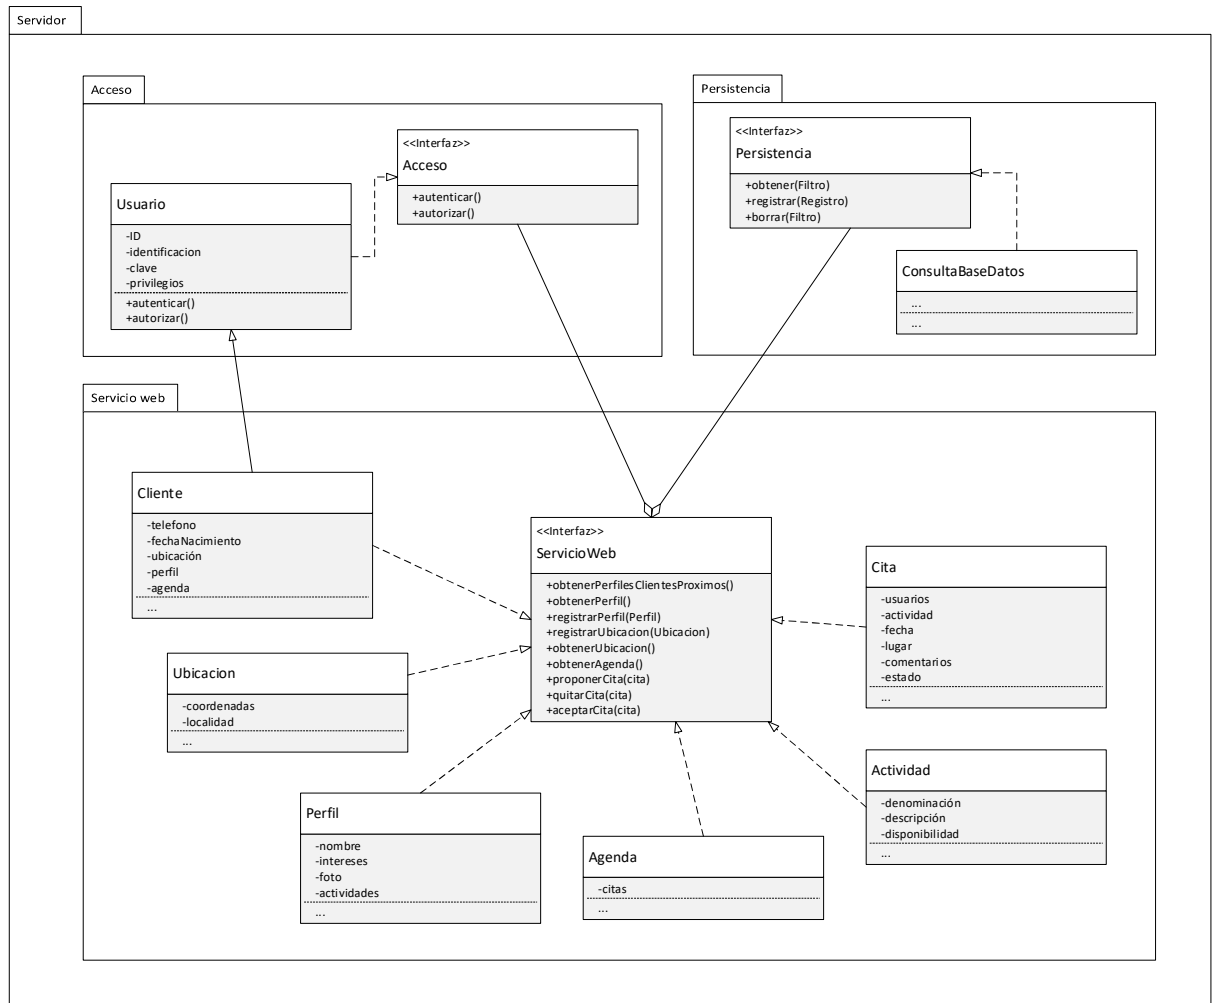 Servidor
Acceso
<<Interfaz>>
Acceso
+autenticar()
+autorizar()
Usuario
-ID
-identificacion
-clave
-privilegios
+autenticar()
+autorizar()
Persistencia
<<Interfaz>>
Persistencia
+obtener(Filtro)
+registrar(Registro)
+borrar(Filtro)
ConsultaBaseDatos
...
...
Servicio web
Cliente
-telefono
-fechaNacimiento
-ubicación
-perfil
-agenda
...
<<Interfaz>>
ServicioWeb
+obtenerPerfilesClientesProximos()
+obtenerPerfil()
+registrarPerfil(Perfil)
+registrarUbicacion(Ubicacion)
+obtenerUbicacion()
+obtenerAgenda()
+proponerCita(cita)
+quitarCita(cita)
+aceptarCita(cita)
Cita
-usuarios
-actividad
-fecha
-lugar
-comentarios
-estado
...
Ubicacion
-coordenadas
-localidad
...
Actividad
-denominación
-descripción
-disponibilidad
...
Perfil
-nombre
-intereses
-foto
-actividades
...
Agenda
-citas
...